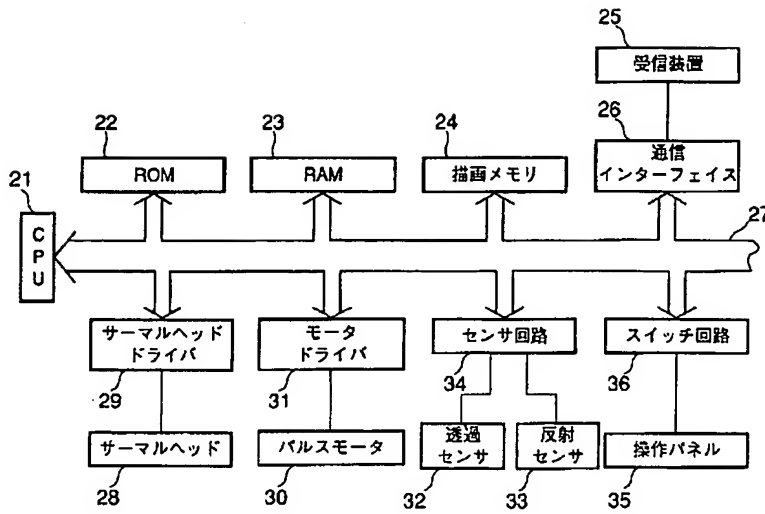 25
受信装置
22
23
24
26
ROM
RAM
描画メモリ
通信
インターフェイス
21
CPU
27
サーマルヘッド
ドライバ
モータ
ドライバ
センサ回路
スイッチ回路
29
31
34
36
サーマルヘッド
パルスモータ
透過
センサ
反射
センサ
操作パネル
28
30
32
33
35